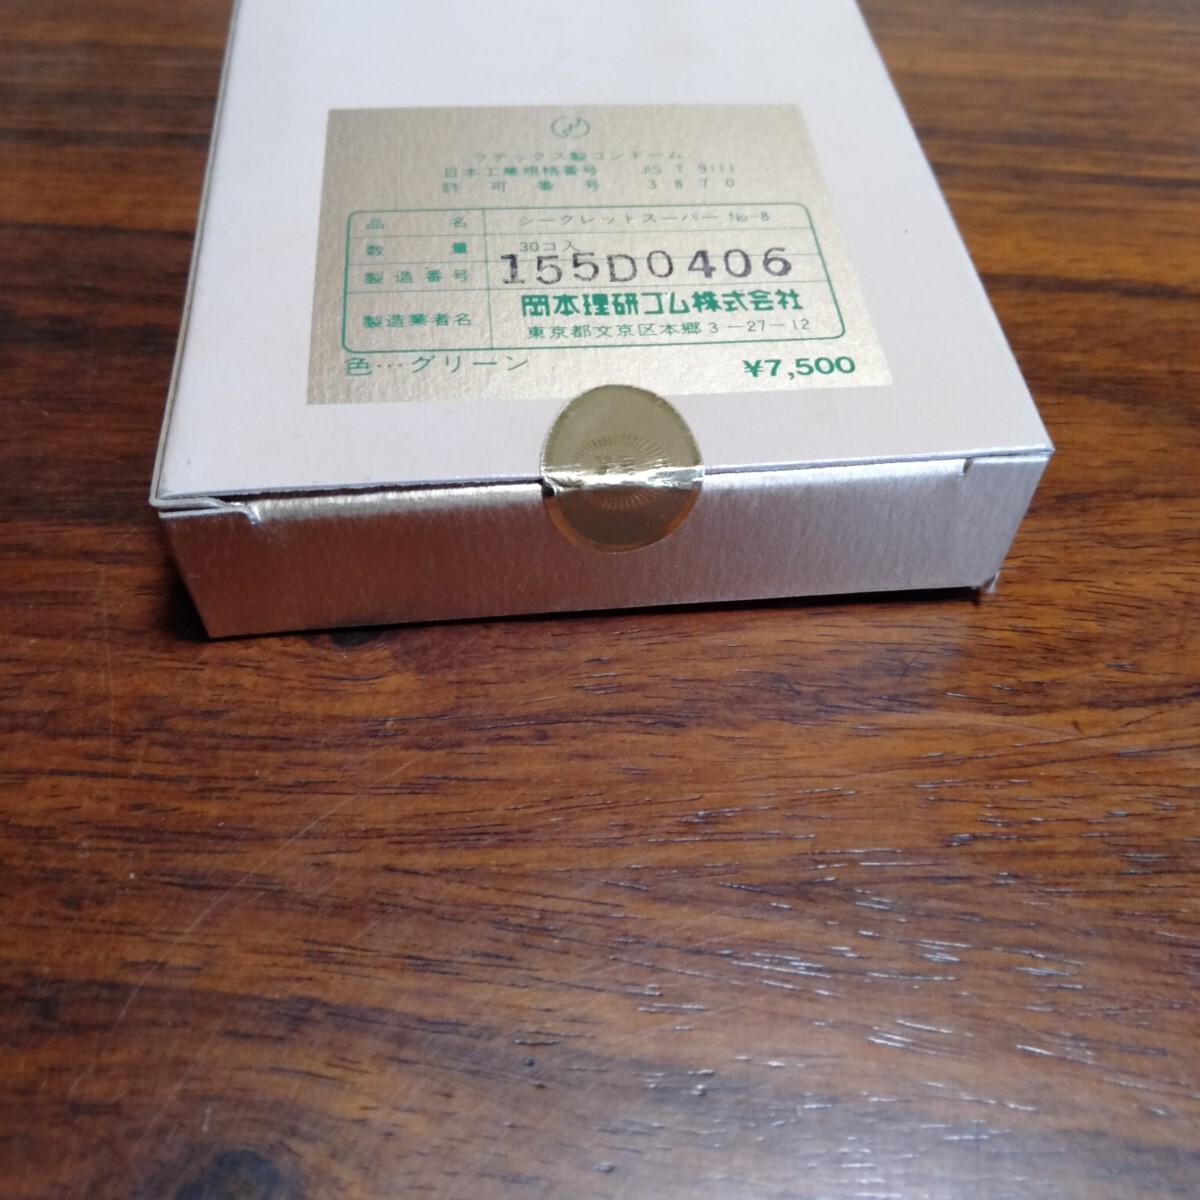 ラテックス製コンドーム
日本工業規格番号 JIS T 9111
許可番号 3870
品名 シークレットスーパー No-8
数量 30コ入
製造番号 155D0406
製造業者名 岡本理研ゴム株式会社
東京都文京区本郷3-27-12
色…グリーン ¥7,500